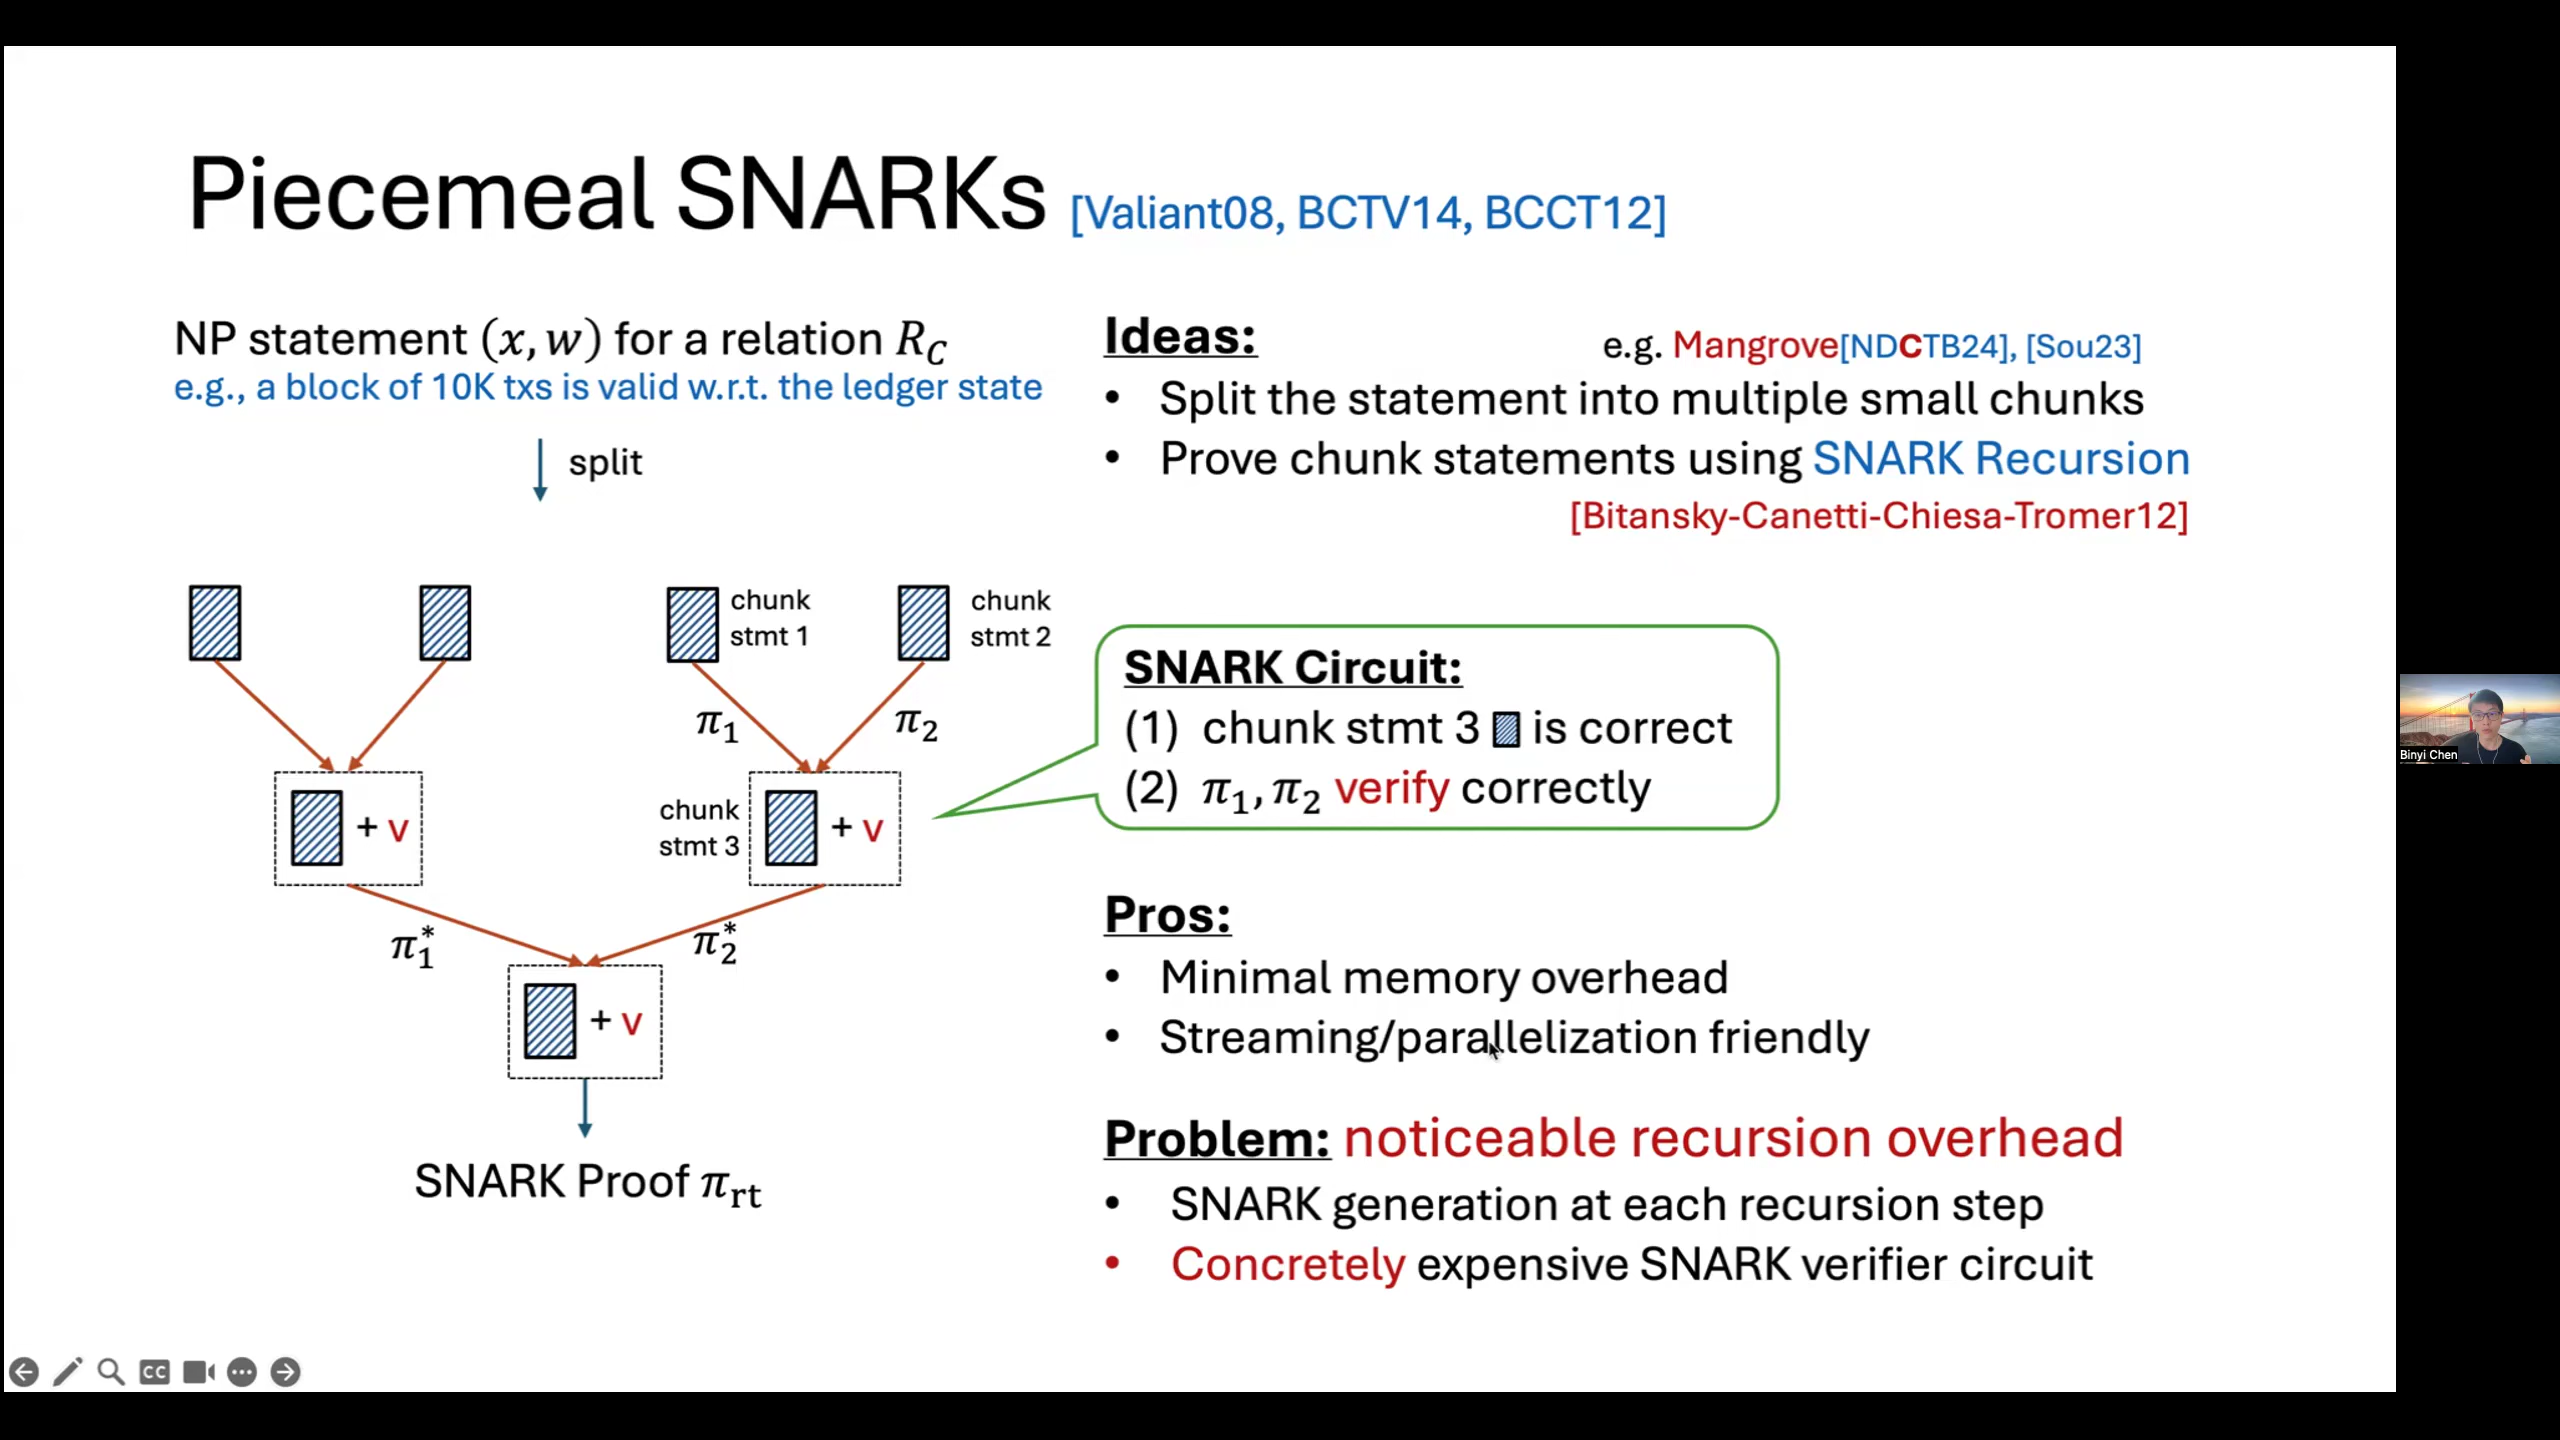 Piecemeal SNARKs [Valiant08, BCTV14, BCCT12]
NP statement (x, w) for a relation R_C
e.g., a block of 10K txs is valid w.r.t. the ledger state
split
chunk
stmt 1
chunk
stmt 2
π₁
π₂
+ v
chunk
stmt 3
+ v
π₁*
π₂*
+ v
SNARK Proof π_rt
Ideas:
e.g. Mangrove[NDCTB24], [Sou23]
• Split the statement into multiple small chunks
• Prove chunk statements using SNARK Recursion
[Bitansky-Canetti-Chiesa-Tromer12]
SNARK Circuit:
(1) chunk stmt 3 is correct
(2) π₁, π₂ verify correctly
Pros:
• Minimal memory overhead
• Streaming/parallelization friendly
Problem: noticeable recursion overhead
• SNARK generation at each recursion step
• Concretely expensive SNARK verifier circuit
CC
Binyi Chen